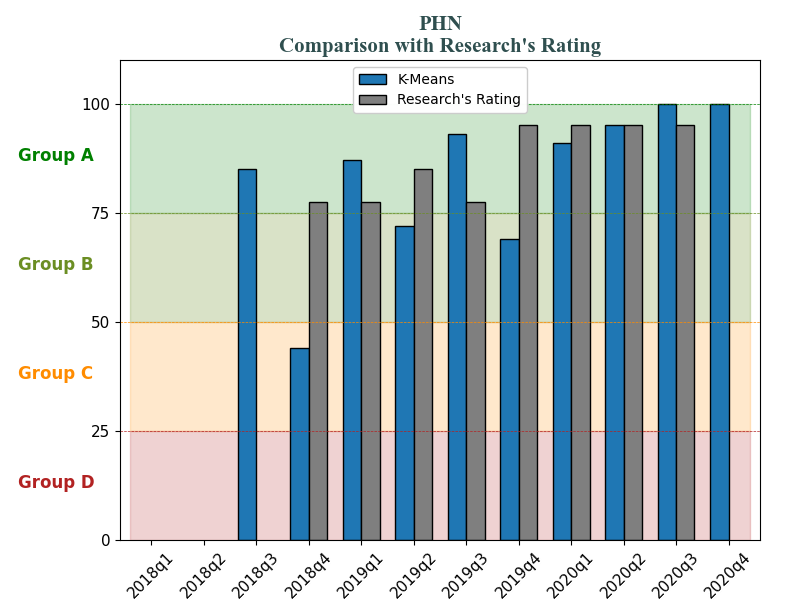 PHN
Comparison with Research's Rating
K-Means
Research's Rating
100
75
50
25
0
Group A
Group B
Group C
Group D
2018q1
2018q2
2018q3
2018q4
2019q1
2019q2
2019q3
2019q4
2020q1
2020q2
2020q3
2020q4